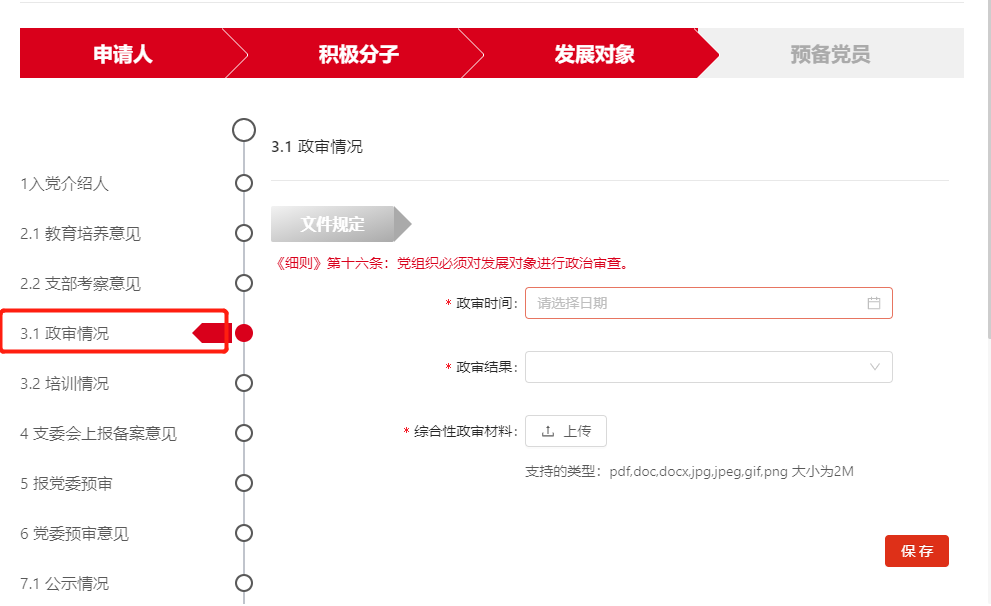 申请人
积极分子
发展对象
预备党员
3.1 政审情况
1入党介绍人
2.1 教育培养意见
2.2 支部考察意见
3.1 政审情况
3.2 培训情况
4 支委会上报备案意见
5 报党委预审
6 党委预审意见
7.1 公示情况
文件规定
《细则》第十六条：党组织必须对发展对象进行政治审查。
* 政审时间：
请选择日期
* 政审结果：
* 综合性政审材料：
上传
支持的类型：pdf,doc,docx,jpg,jpeg,gif,png 大小为2M
保存